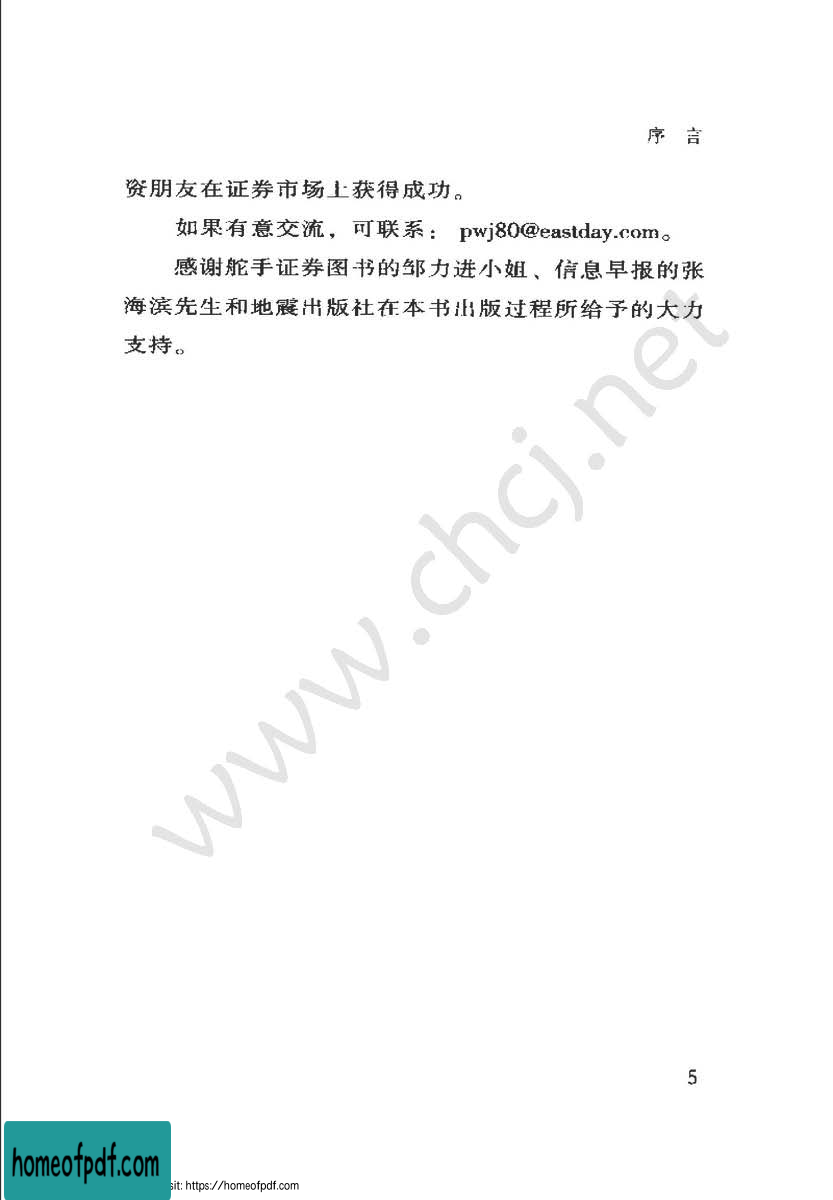 序 言
资朋友在证券市场上获得成功。
如果有意交流，可联系： pwj80@eastday.com。
感谢舵手证券图书的邹力进小姐、信息早报的张
海滨先生和地震出版社在本书出版过程所给予的大力
支持。
www.chcj.net
5
homeofpdf.com
sit: https://homeofpdf.com